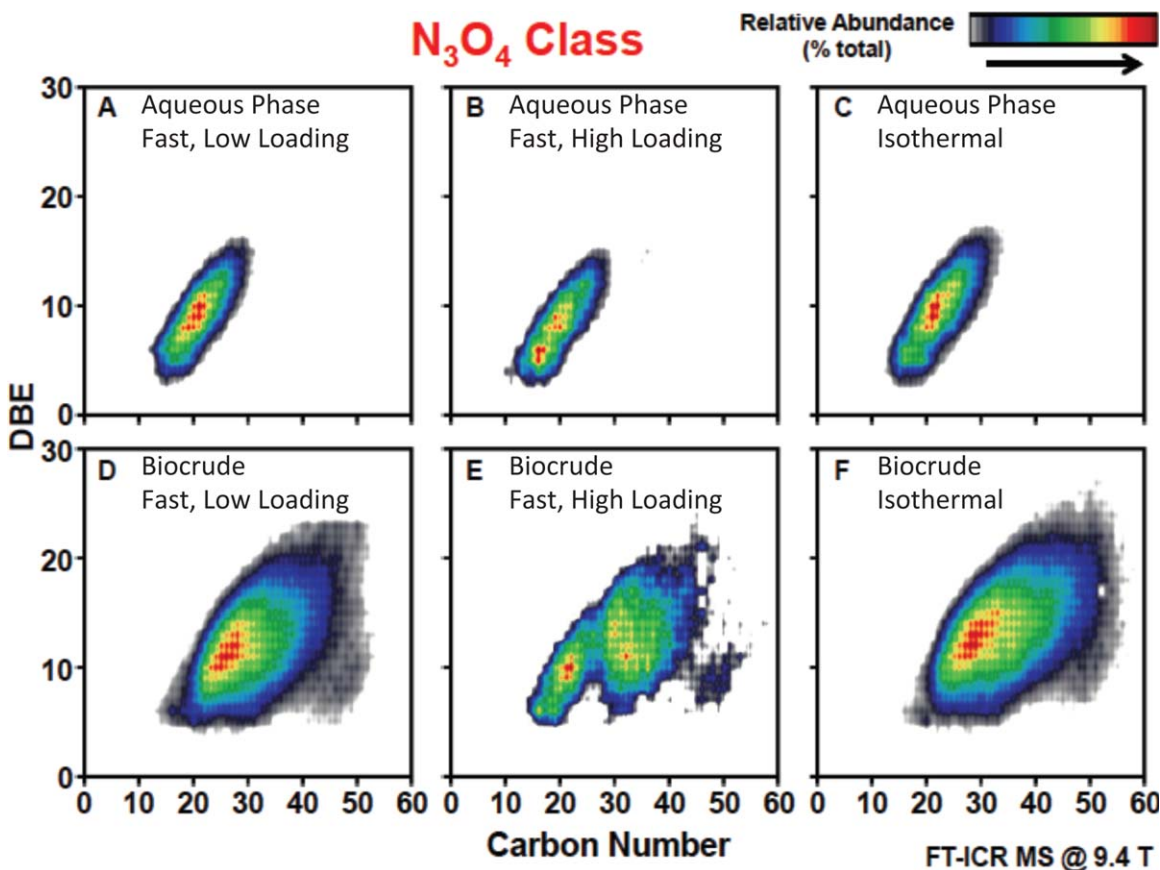 N₃O₄ Class
Relative Abundance
(% total)
30
20
10
0
A Aqueous Phase
Fast, Low Loading
B Aqueous Phase
Fast, High Loading
C Aqueous Phase
Isothermal
DBE
30
20
10
0
D Biocrude
Fast, Low Loading
E Biocrude
Fast, High Loading
F Biocrude
Isothermal
0 10 20 30 40 50 60
0 10 20 30 40 50 60
0 10 20 30 40 50 60
Carbon Number
FT-ICR MS @ 9.4 T